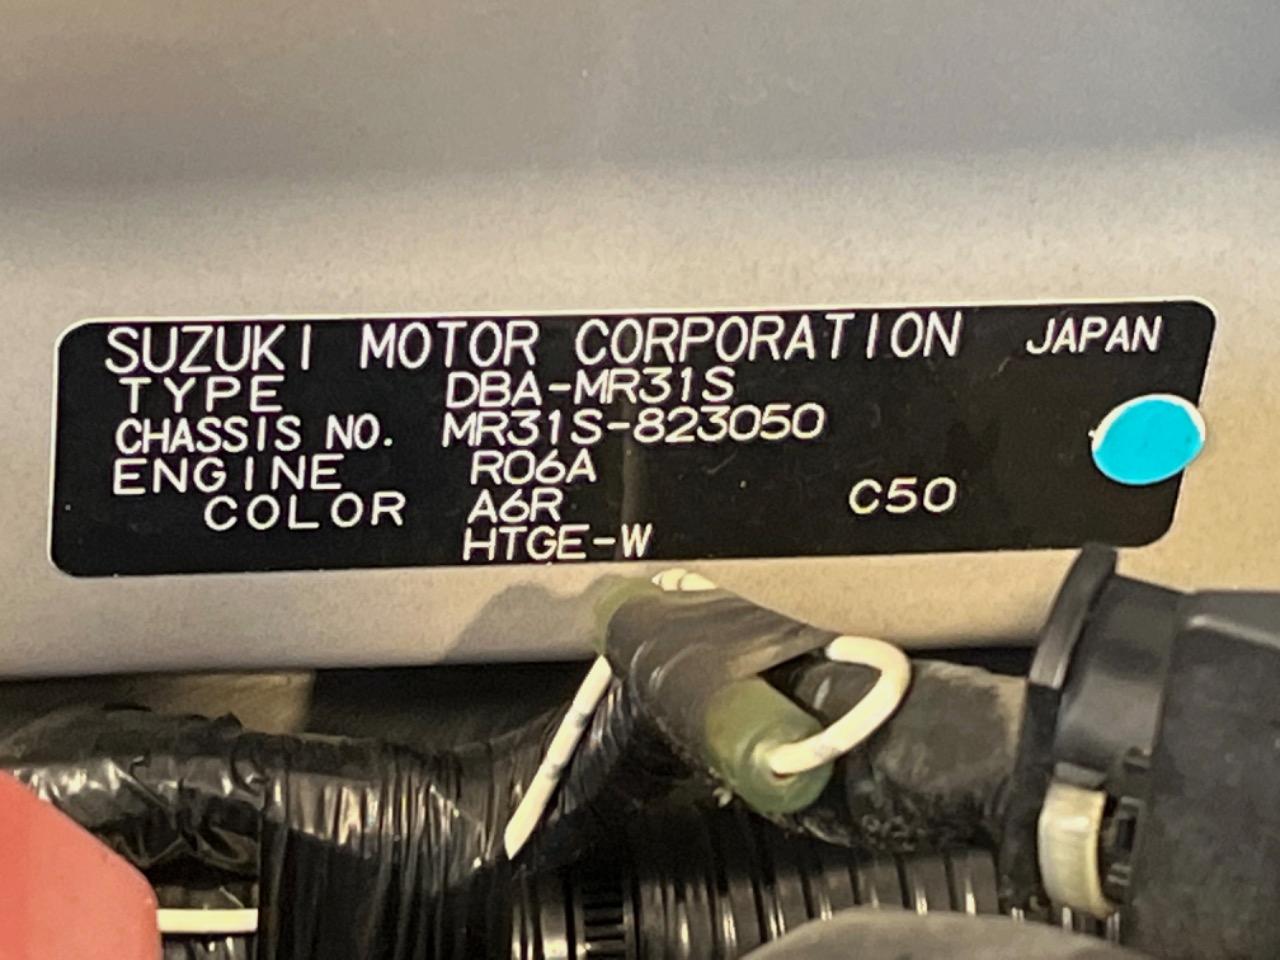 SUZUKI MOTOR CORPORATION JAPAN
TYPE DBA-MR31S
CHASSIS NO. MR31S-823050
ENGINE R06A
COLOR A6R C50
HTGE-W